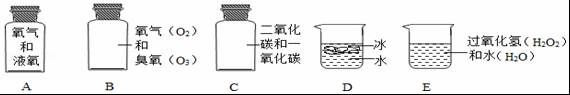 氧气
和
液氧
A
氧气（O₂）
和
臭氧（O₃）
B
二氧化
碳和一
氧化碳
C
冰
水
D
过氧化氢(H₂O₂)
和水(H₂O)
E